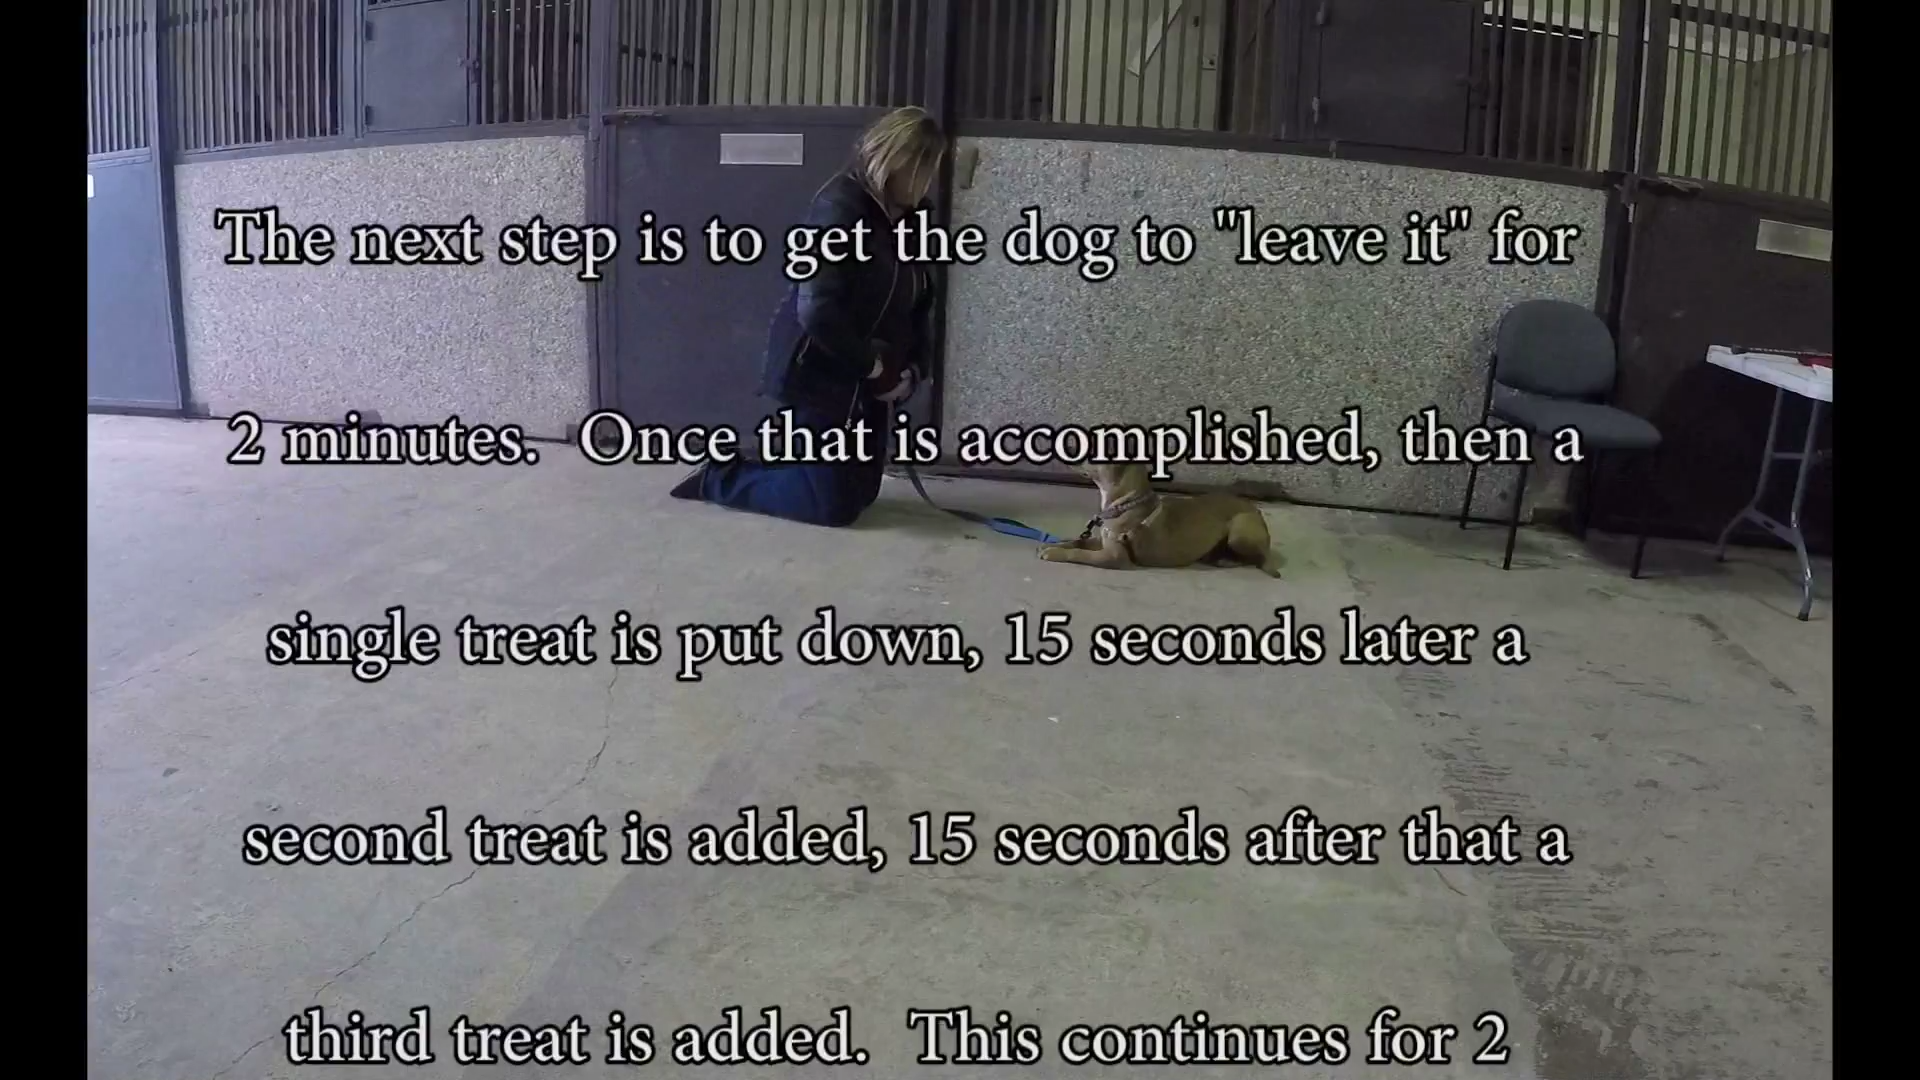 The next step is to get the dog to "leave it" for
2 minutes. Once that is accomplished, then a
single treat is put down, 15 seconds later a
second treat is added, 15 seconds after that a
third treat is added. This continues for 2